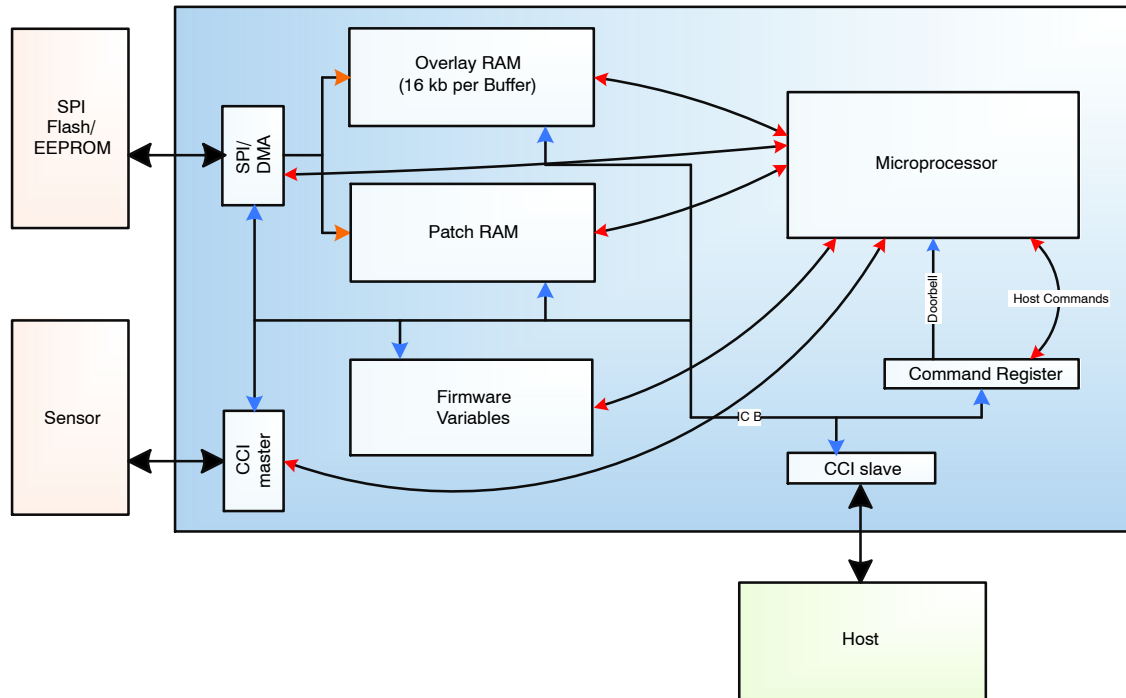 SPI
Flash/
EEPROM
SPI/
DMA
Overlay RAM
(16 kb per Buffer)
Microprocessor
Patch RAM
Doorbell
Host Commands
Sensor
CCI
master
Firmware
Variables
Command Register
IC B
CCI slave
Host